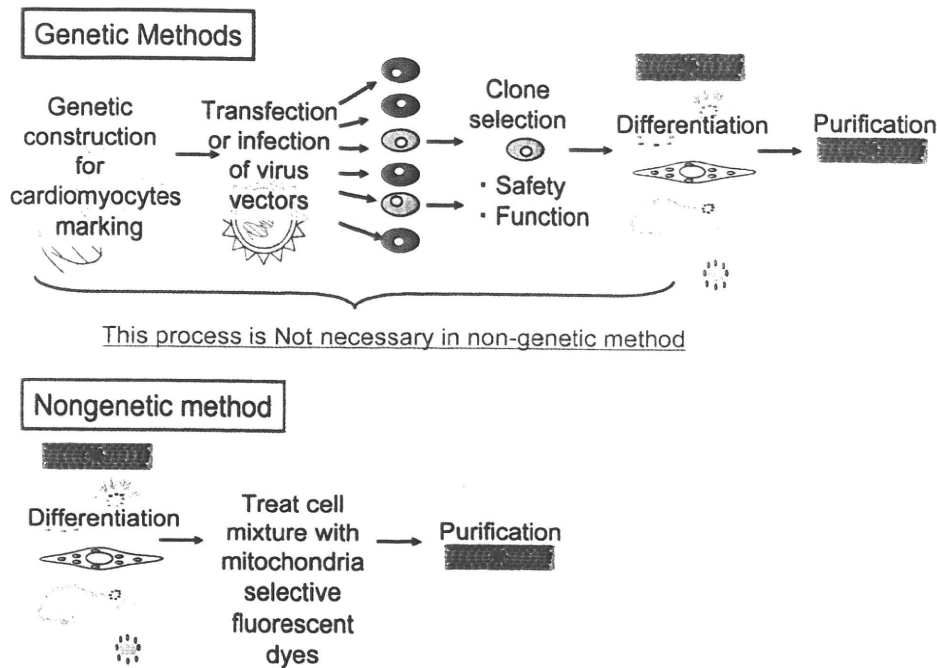 Genetic Methods
Genetic
construction
for
cardiomyocytes
marking
Transfection
or infection
of virus
vectors
Clone
selection
· Safety
· Function
Differentiation
Purification
This process is Not necessary in non-genetic method
Nongenetic method
Differentiation
Treat cell
mixture with
mitochondria
selective
fluorescent
dyes
Purification